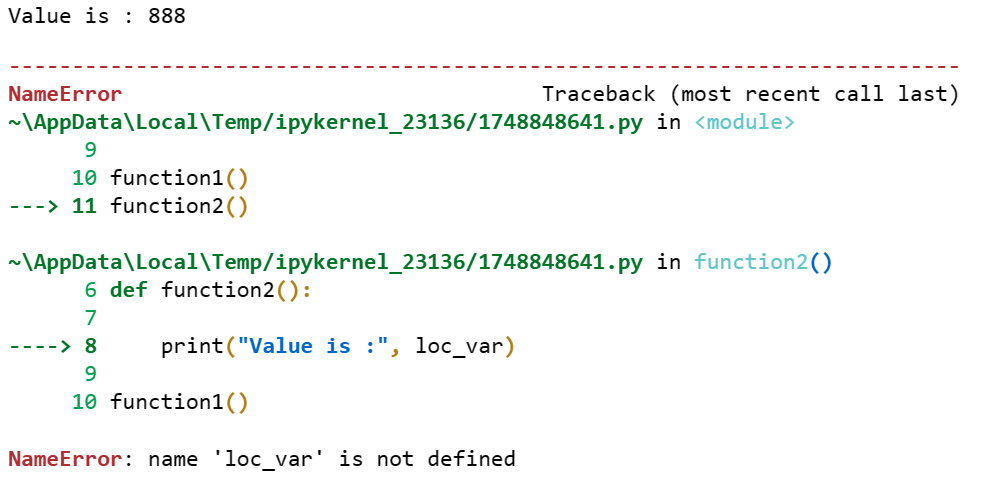 Value is : 888
---------------------------------------------------------------------------
NameError                                 Traceback (most recent call last)
~\AppData\Local\Temp/ipykernel_23136/1748848641.py in <module>
      9 
     10 function1()
---> 11 function2()
~\AppData\Local\Temp/ipykernel_23136/1748848641.py in function2()
      6 def function2():
      7 
----> 8     print("Value is :", loc_var)
      9 
     10 function1()
NameError: name 'loc_var' is not defined